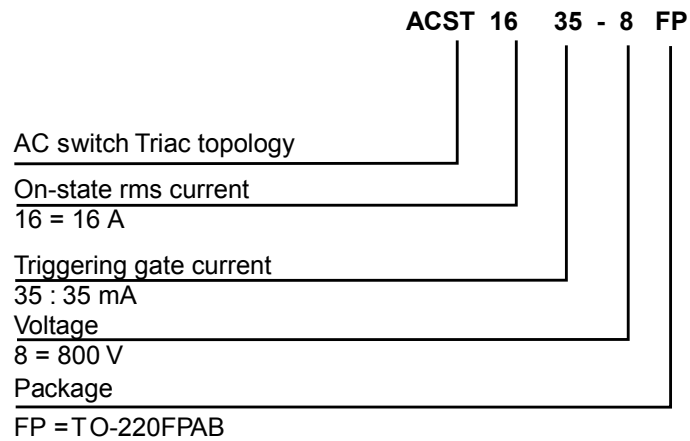 ACST 16 35 - 8 FP
AC switch Triac topology
On-state rms current
16 = 16 A
Triggering gate current
35 : 35 mA
Voltage
8 = 800 V
Package
FP =TO-220FPAB